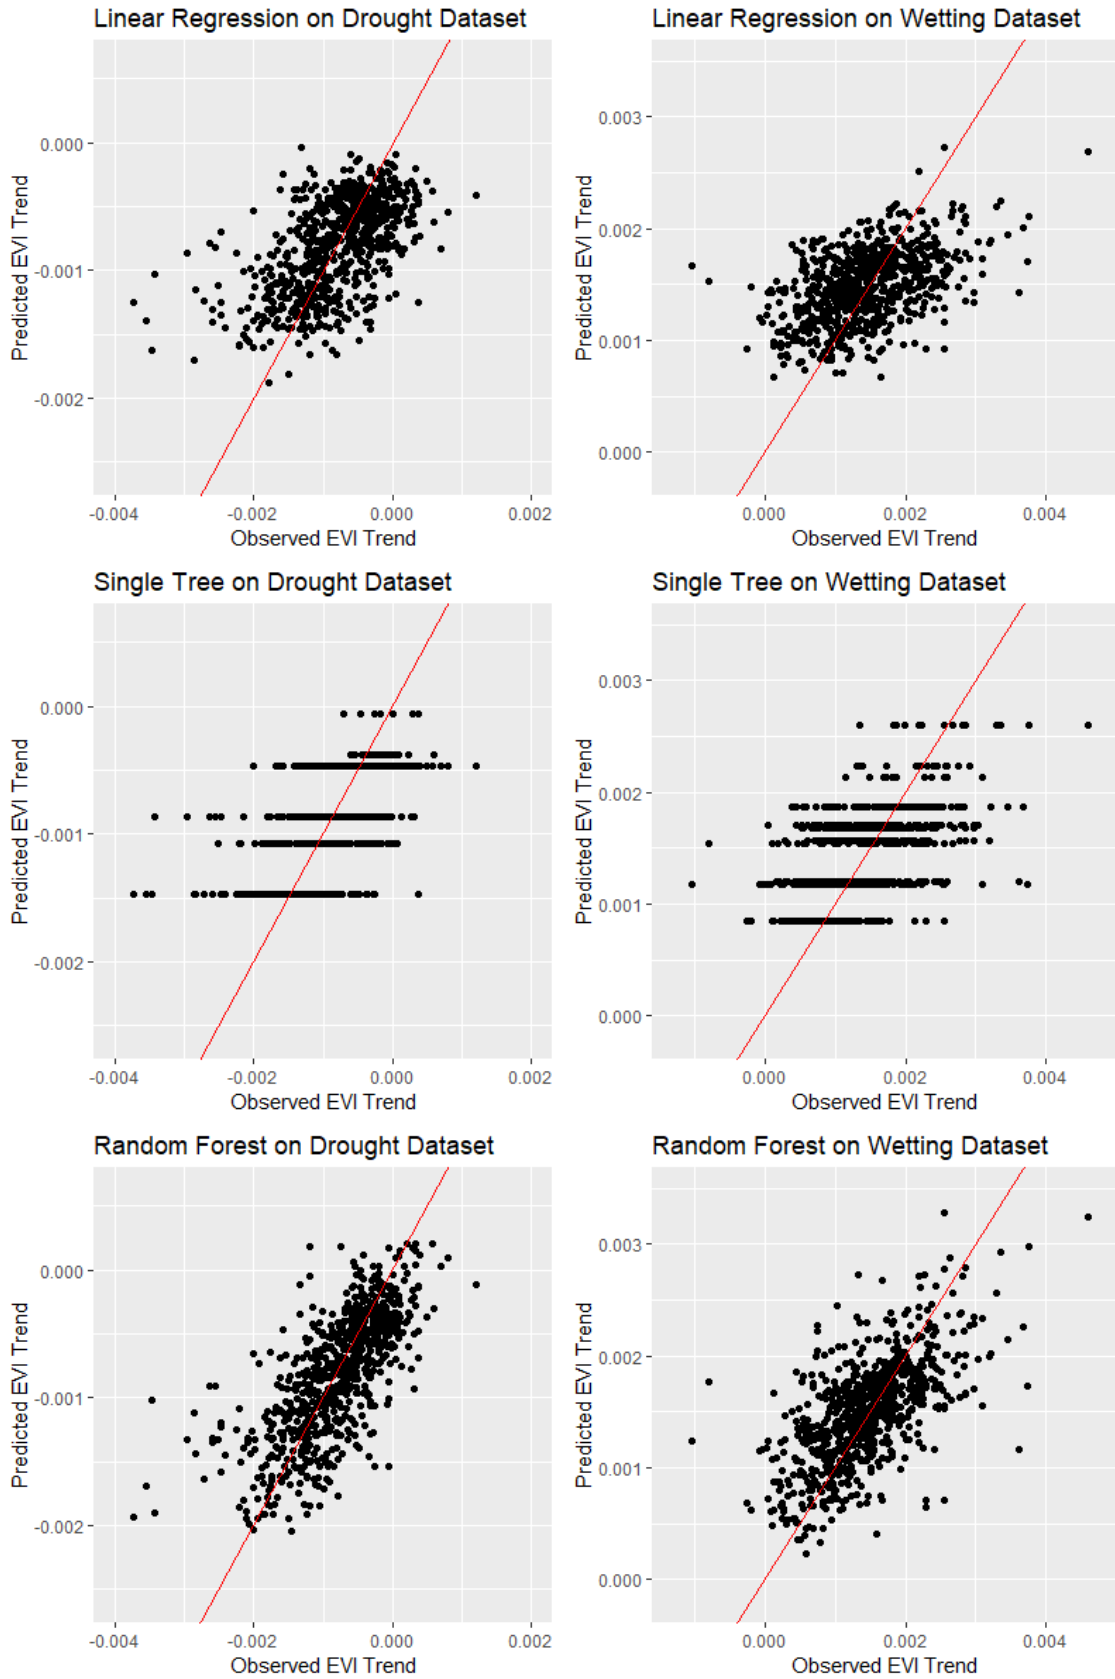 Linear Regression on Drought Dataset
Predicted EVI Trend
0.000
-0.001
-0.002
-0.004 -0.002 0.000 0.002
Observed EVI Trend
Linear Regression on Wetting Dataset
Predicted EVI Trend
0.003
0.002
0.001
0.000
0.000 0.002 0.004
Observed EVI Trend
Single Tree on Drought Dataset
Predicted EVI Trend
0.000
-0.001
-0.002
-0.004 -0.002 0.000 0.002
Observed EVI Trend
Single Tree on Wetting Dataset
Predicted EVI Trend
0.003
0.002
0.001
0.000
0.000 0.002 0.004
Observed EVI Trend
Random Forest on Drought Dataset
Predicted EVI Trend
0.000
-0.001
-0.002
-0.004 -0.002 0.000 0.002
Observed EVI Trend
Random Forest on Wetting Dataset
Predicted EVI Trend
0.003
0.002
0.001
0.000
0.000 0.002 0.004
Observed EVI Trend